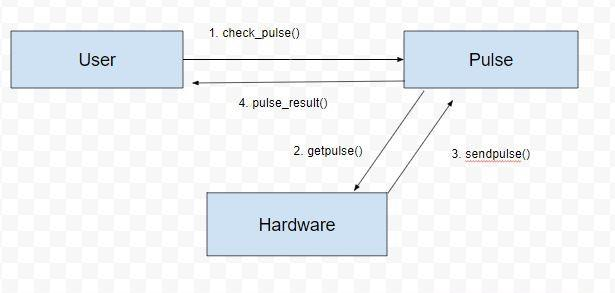 1. check_pulse()
User
Pulse
4. pulse_result()
2. getpulse()
3. sendpulse()
Hardware